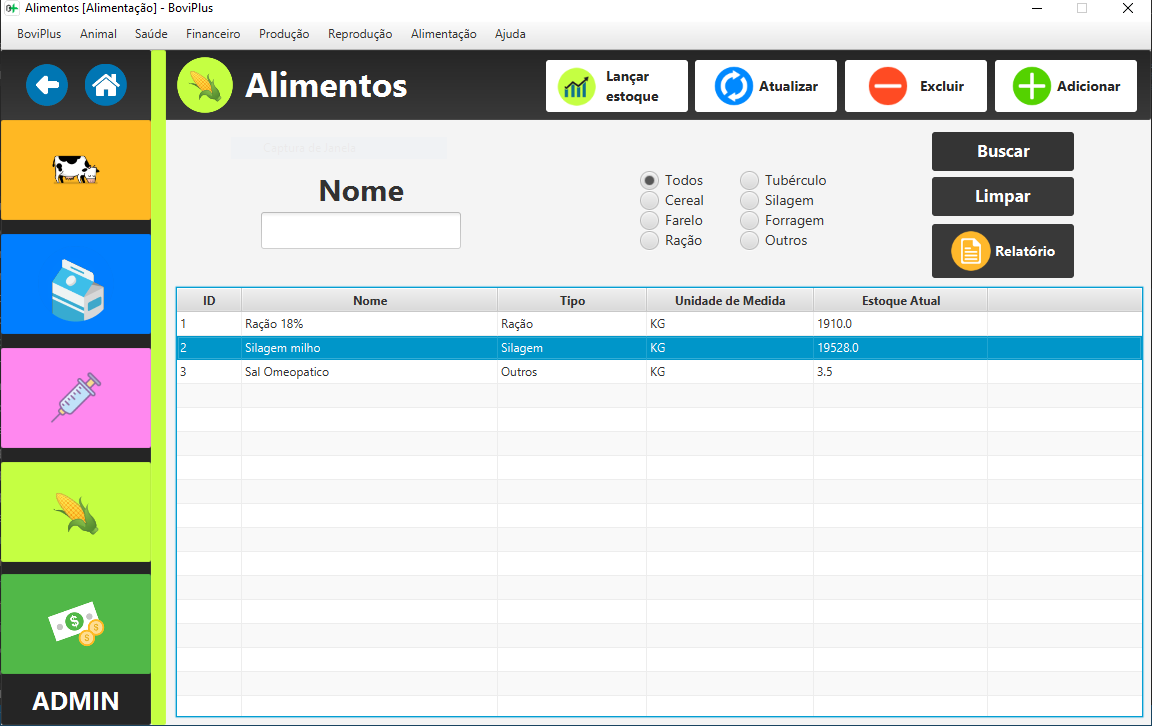 Alimentos [Alimentação] - BoviPlus
BoviPlus Animal Saúde Financeiro Produção Reprodução Alimentação Ajuda
Alimentos
Lançar
estoque
Atualizar
Excluir
Adicionar
Captura de janela
Nome
Todos
Cereal
Farelo
Ração
Tubérculo
Silagem
Forragem
Outros
Buscar
Limpar
Relatório
ID Nome Tipo Unidade de Medida Estoque Atual
1 Ração 18% Ração KG 1910.0
2 Silagem milho Silagem KG 19528.0
3 Sal Omeopatico Outros KG 3.5
ADMIN